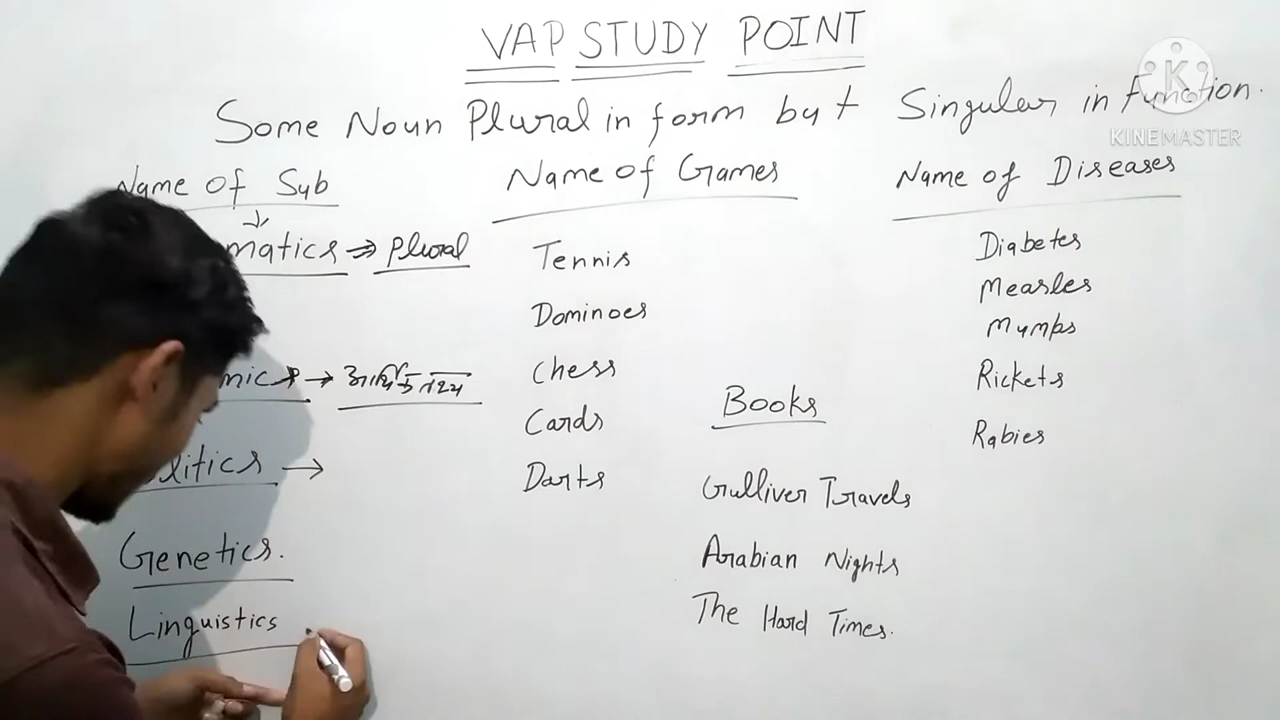 VAP STUDY POINT
Some Noun Plural in form but Singular in Function.
KINEMASTER
Name Of Sub
matics ⇒ Plural
mics →
litics →
Genetics.
Linguistics
Name of Games
Tennis
Dominoes
Chess
Cards
Darts
Books
Gulliver Travels
Arabian Nights
The Hard Times.
Name of Diseases
Diabetes
Measles
Mumps
Rickets
Rabies